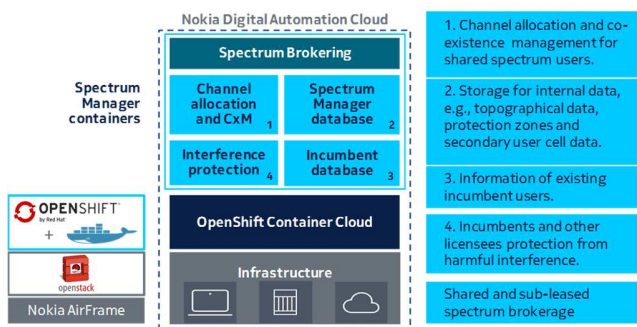 Nokia Digital Automation Cloud
Spectrum Brokering
Spectrum
Manager
containers
Channel
allocation
and CxM 1
Spectrum
Manager
database 2
Interference
protection 4
Incumbent
database 3
OPENSHIFT
by Red Hat
+
OpenShift Container Cloud
openstack
Nokia AirFrame
Infrastructure
1. Channel allocation and co-
existence management for
shared spectrum users.
2. Storage for internal data,
e.g., topographical data,
protection zones and
secondary user cell data.
3. Information of existing
incumbent users.
4. Incumbents and other
licensees protection from
harmful interference.
Shared and sub-leased
spectrum brokerage